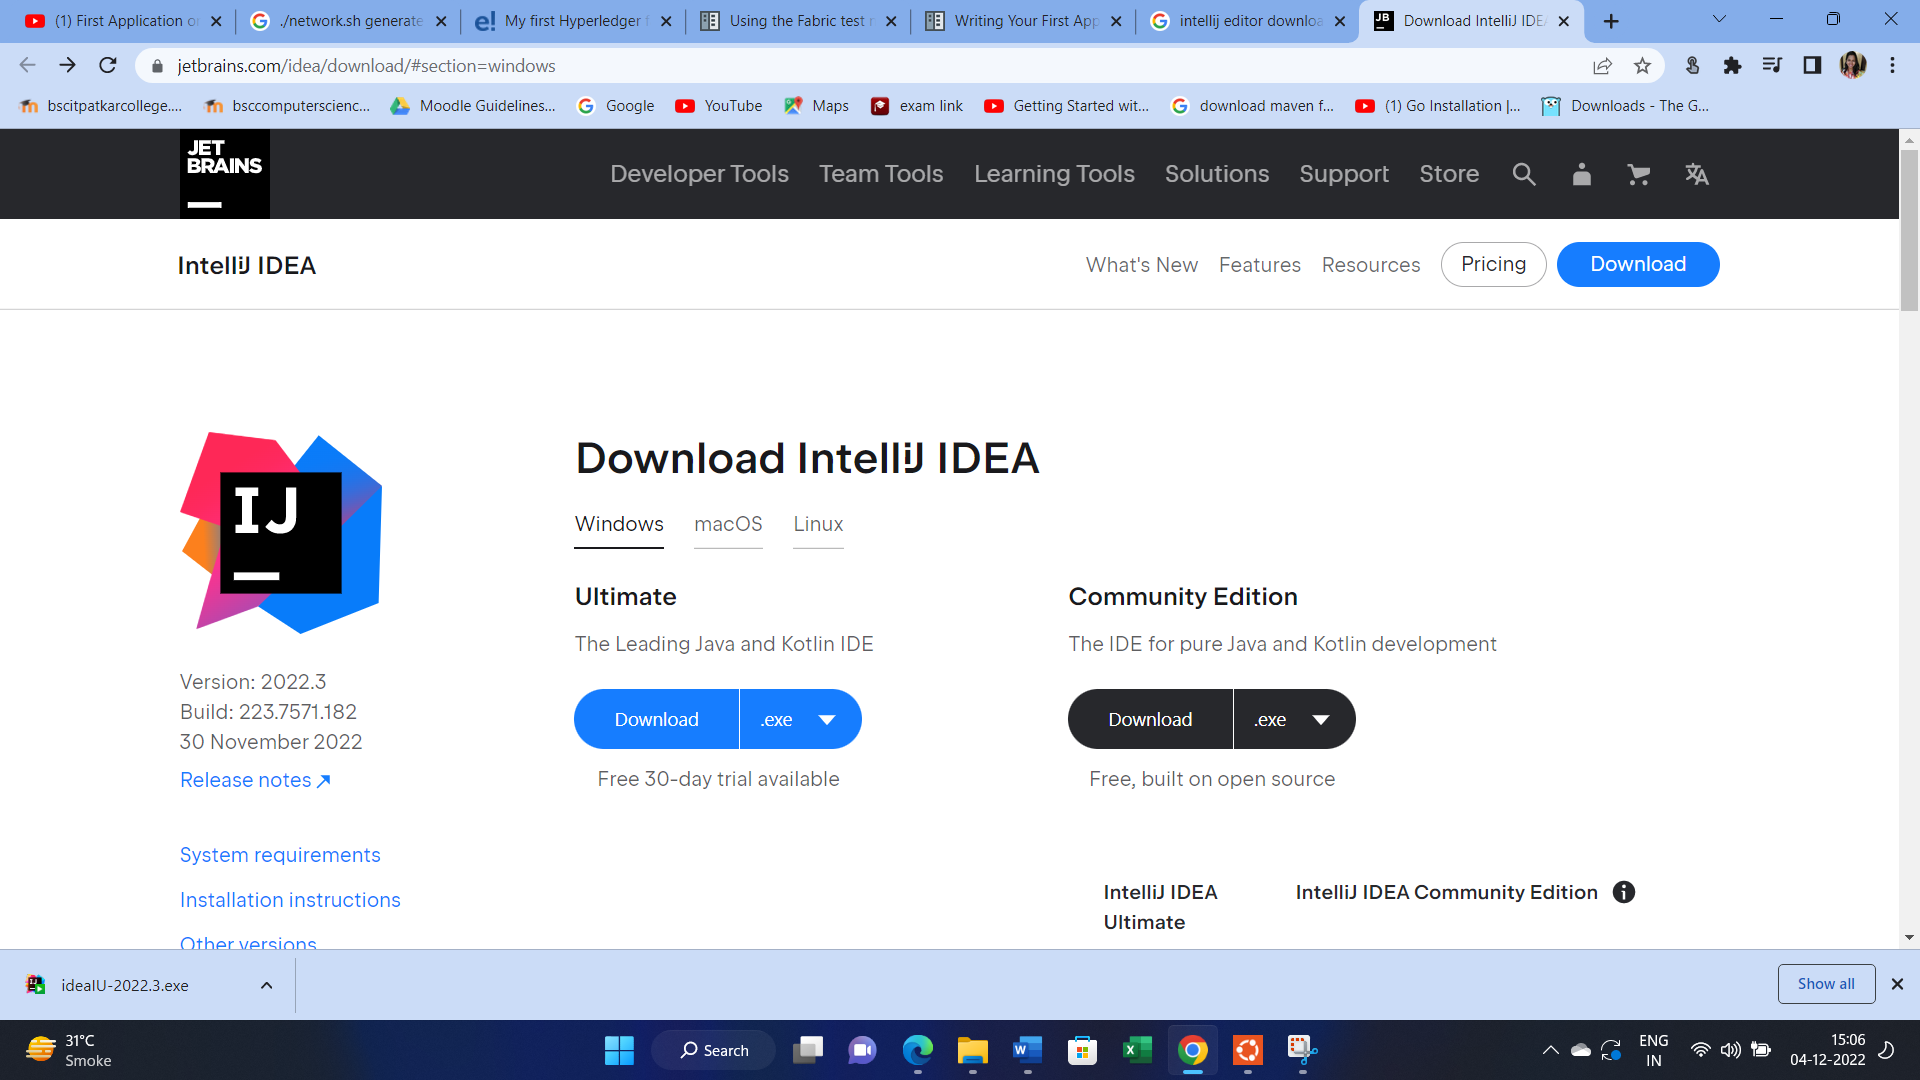 (1) First Application o
./network.sh generate
e! My first Hyperledger f
Using the Fabric test n
Writing Your First App
intellij editor downloa
Download IntelliJ IDEA
jetbrains.com/idea/download/#section=windows
bscitpatkarcollege....
bsccomputerscienc...
Moodle Guidelines...
Google
YouTube
Maps
exam link
Getting Started wit...
download maven f...
(1) Go Installation |...
Downloads - The G...
JET
BRAINS
Developer Tools
Team Tools
Learning Tools
Solutions
Support
Store
IntelliJ IDEA
What's New
Features
Resources
Pricing
Download
IJ
Download IntelliJ IDEA
Windows
macOS
Linux
Ultimate
The Leading Java and Kotlin IDE
Download
.exe
Free 30-day trial available
Community Edition
The IDE for pure Java and Kotlin development
Download
.exe
Free, built on open source
Version: 2022.3
Build: 223.7571.182
30 November 2022
Release notes ↗
System requirements
Installation instructions
Other versions
IntelliJ IDEA
Ultimate
IntelliJ IDEA Community Edition
ideaIU-2022.3.exe
Show all
31°C
Smoke
Search
ENG
IN
15:06
04-12-2022